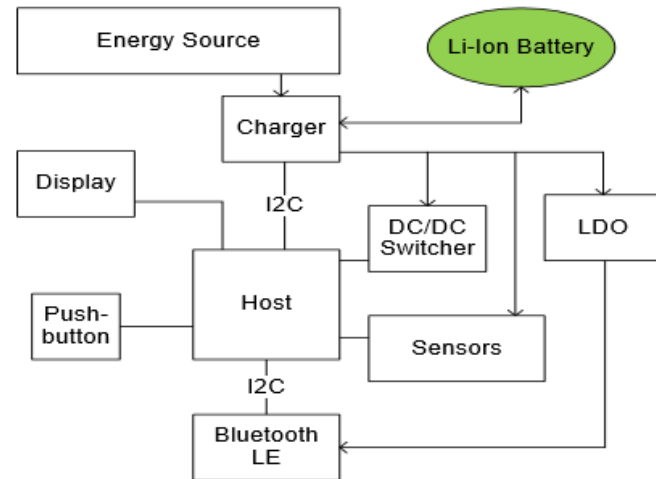 Energy Source
Li-Ion Battery
Charger
Display
I2C
DC/DC
Switcher
LDO
Host
Push-
button
Sensors
I2C
Bluetooth
LE